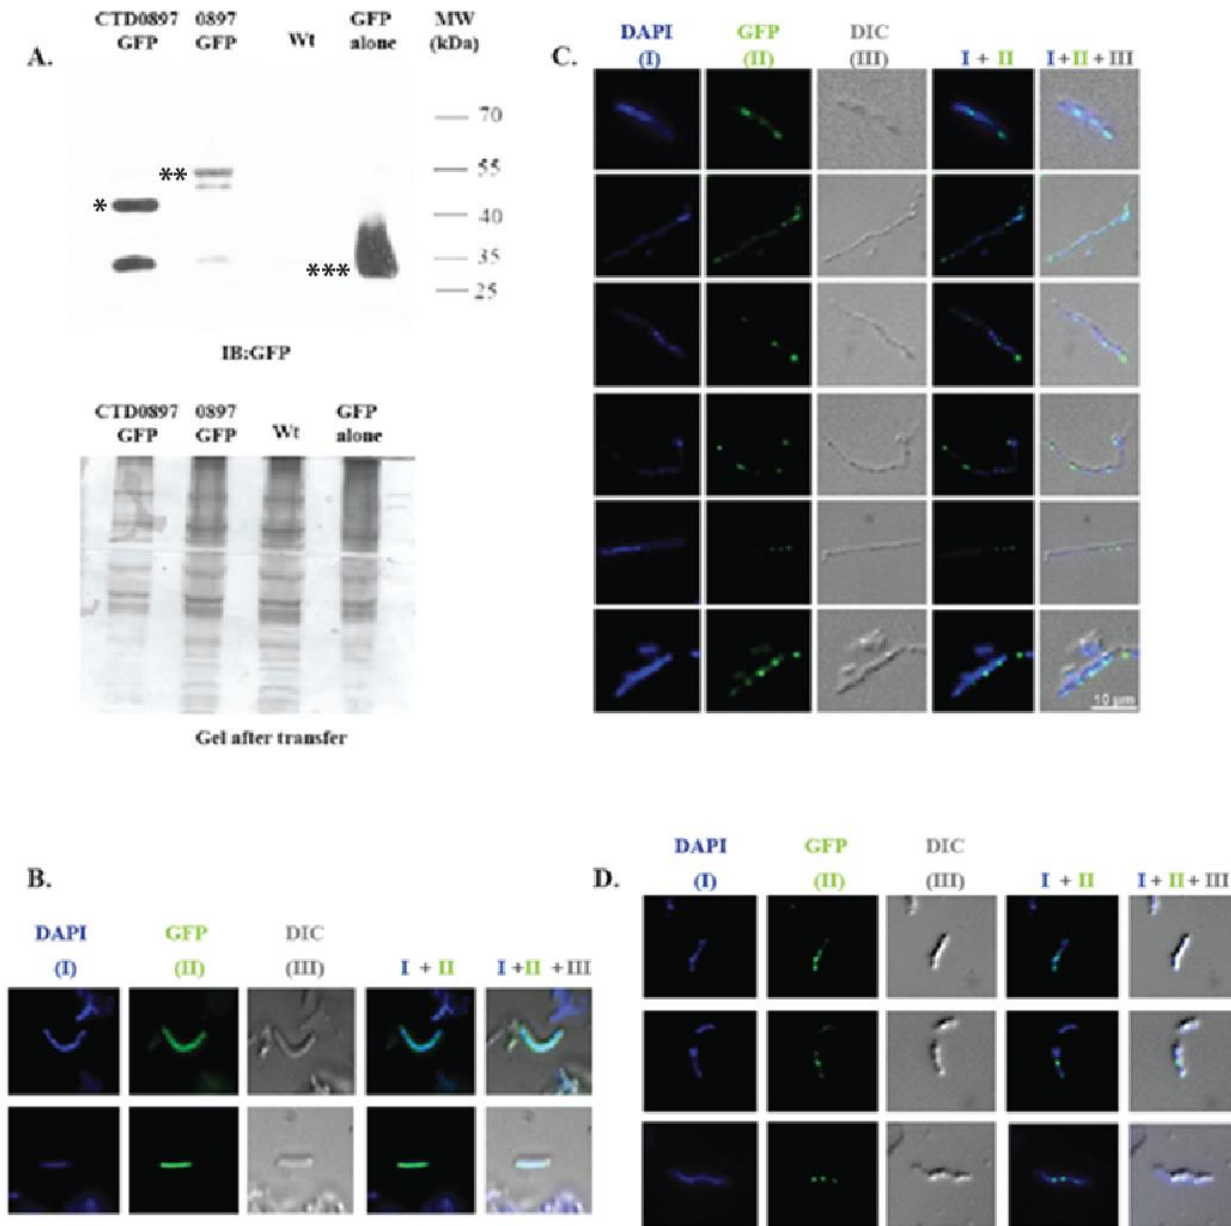 A.
CTD0897 0897 Wt GFP MW
GFP GFP alone (kDa)
70
**
55
*
40
35
***
25
IB:GFP
CTD0897 0897 Wt GFP
GFP GFP alone
Gel after transfer
B.
DAPI GFP DIC
(I) (II) (III) I + II I +II +III
C.
DAPI GFP DIC
(I) (II) (III) I + II I+II+III
10 µm
D.
DAPI GFP DIC
(I) (II) (III) I + II I + II + III